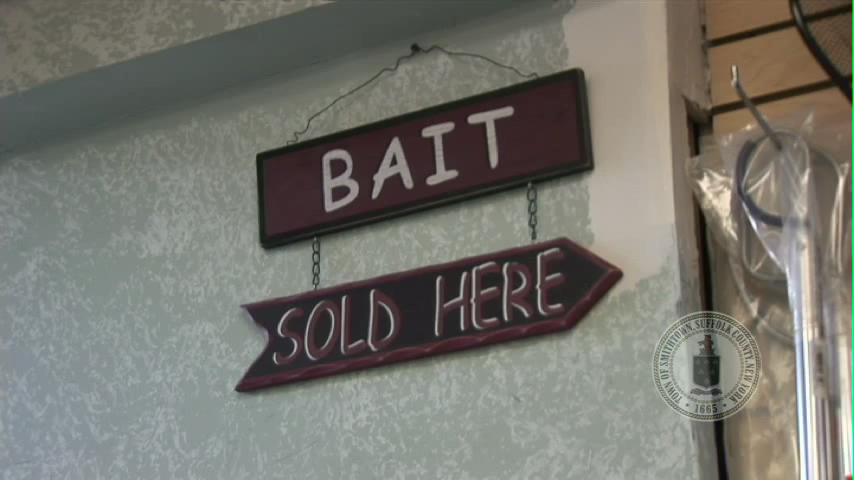 BAIT
SOLD HERE
TOWN OF SMITHTOWN, SUFFOLK COUNTY, NEW YORK
1665